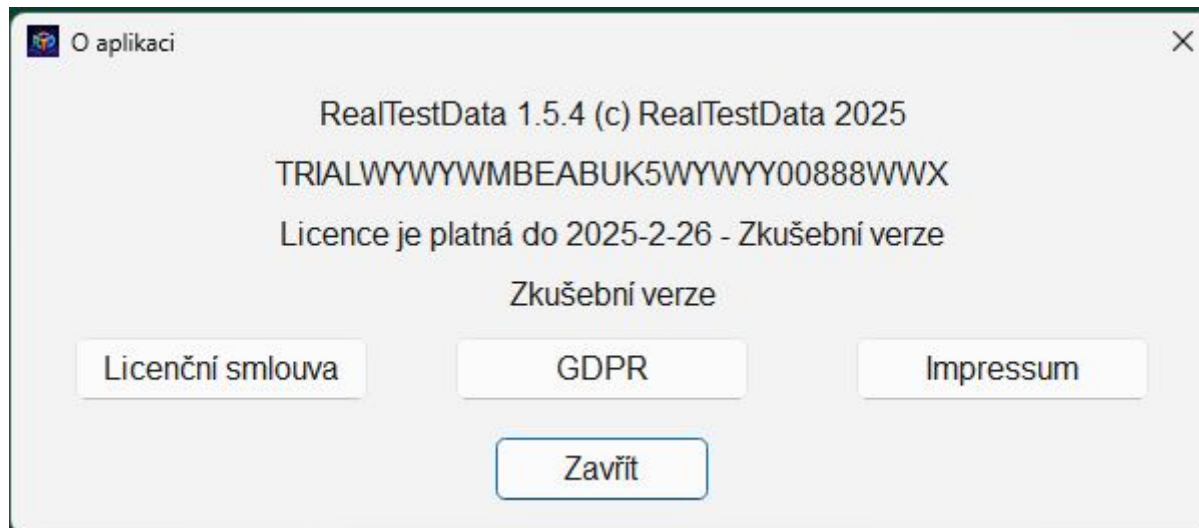 O aplikaci
RealTestData 1.5.4 (c) RealTestData 2025
TRIALWYWYWMBEABUK5WYWYY00888WWX
Licence je platná do 2025-2-26 - Zkušební verze
Zkušební verze
Licenční smlouva GDPR Impressum
Zavřít